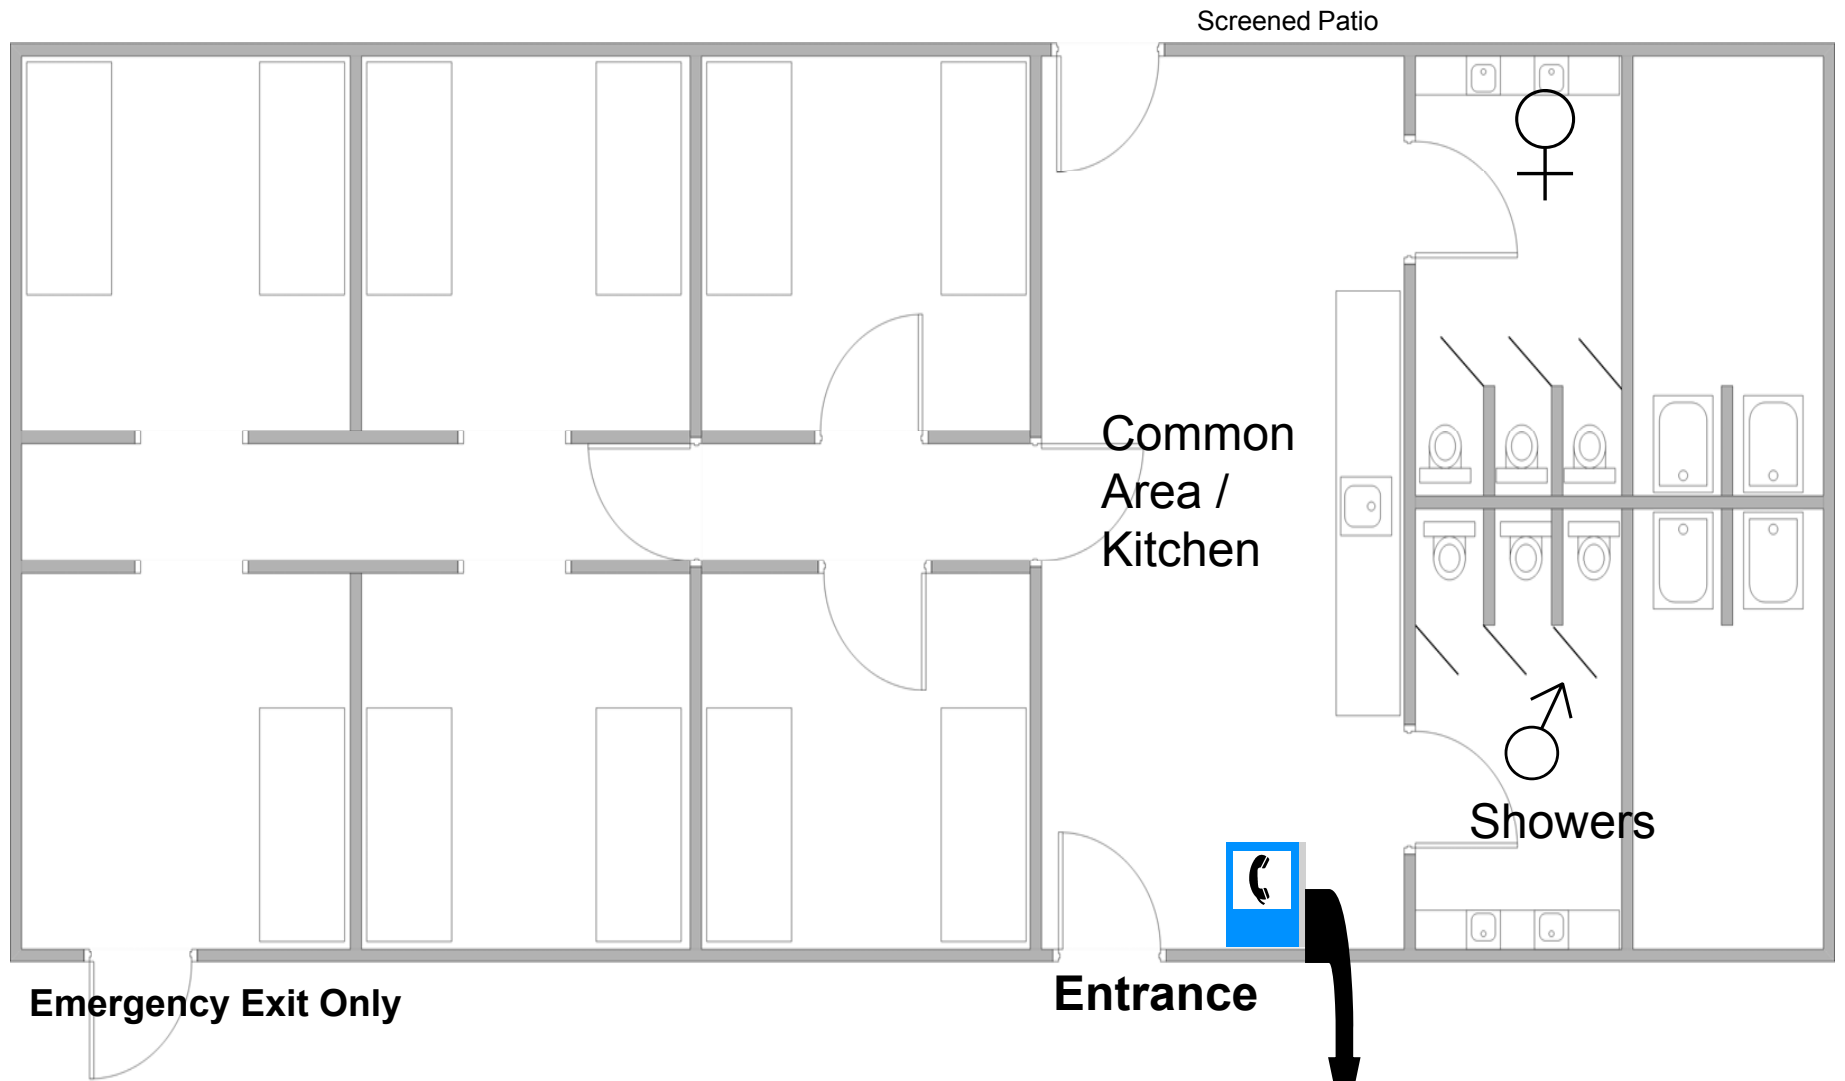 Screened Patio
Common
Area /
Kitchen
Showers
Entrance
Emergency Exit Only